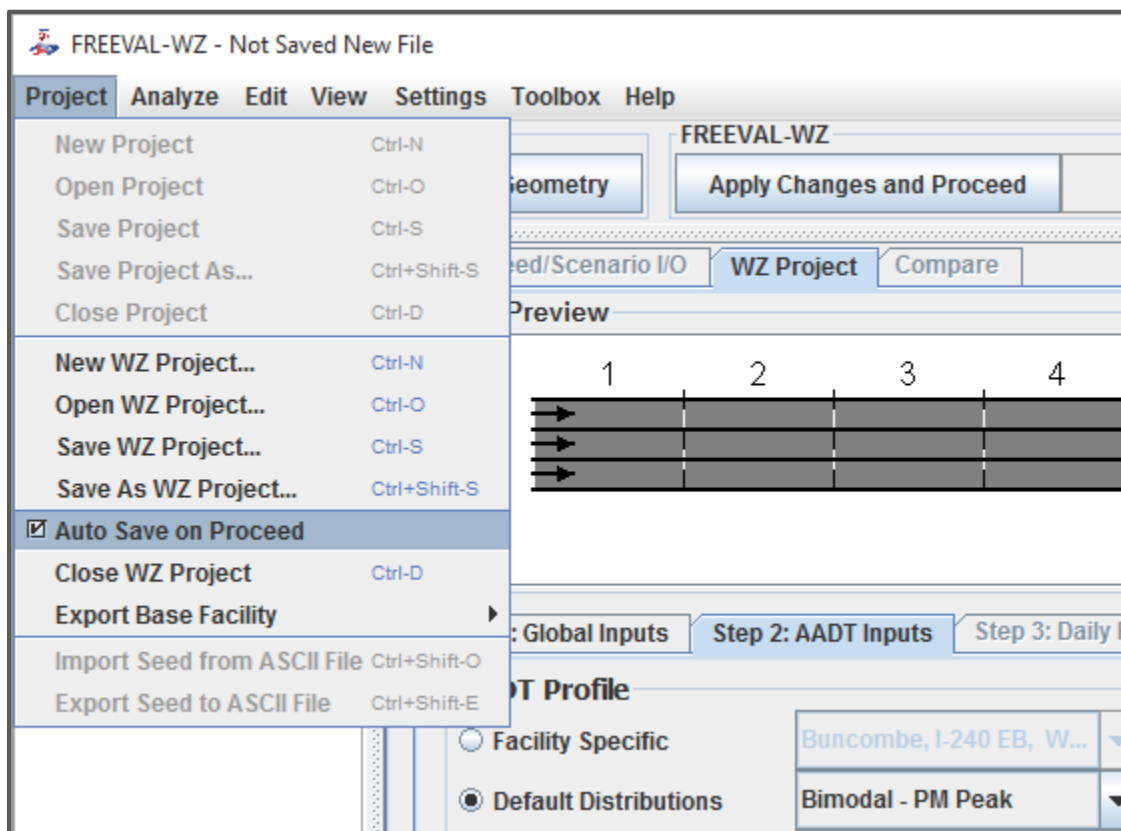 FREEVAL-WZ - Not Saved New File
Project Analyze Edit View Settings Toolbox Help
New Project Ctrl-N
FREEVAL-WZ
Open Project Ctrl-O
Geometry Apply Changes and Proceed
Save Project Ctrl-S
Save Project As... Ctrl+Shift-S
eed/Scenario I/O WZ Project Compare
Close Project Ctrl-D
Preview
New WZ Project... Ctrl-N
1 2 3 4
Open WZ Project... Ctrl-O
Save WZ Project... Ctrl-S
Save As WZ Project... Ctrl+Shift-S
Auto Save on Proceed
Close WZ Project Ctrl-D
Export Base Facility
: Global Inputs Step 2: AADT Inputs Step 3: Daily
Import Seed from ASCII File Ctrl+Shift-O
Export Seed to ASCII File Ctrl+Shift-E
DT Profile
Facility Specific Buncombe, I-240 EB, W...
Default Distributions Bimodal - PM Peak